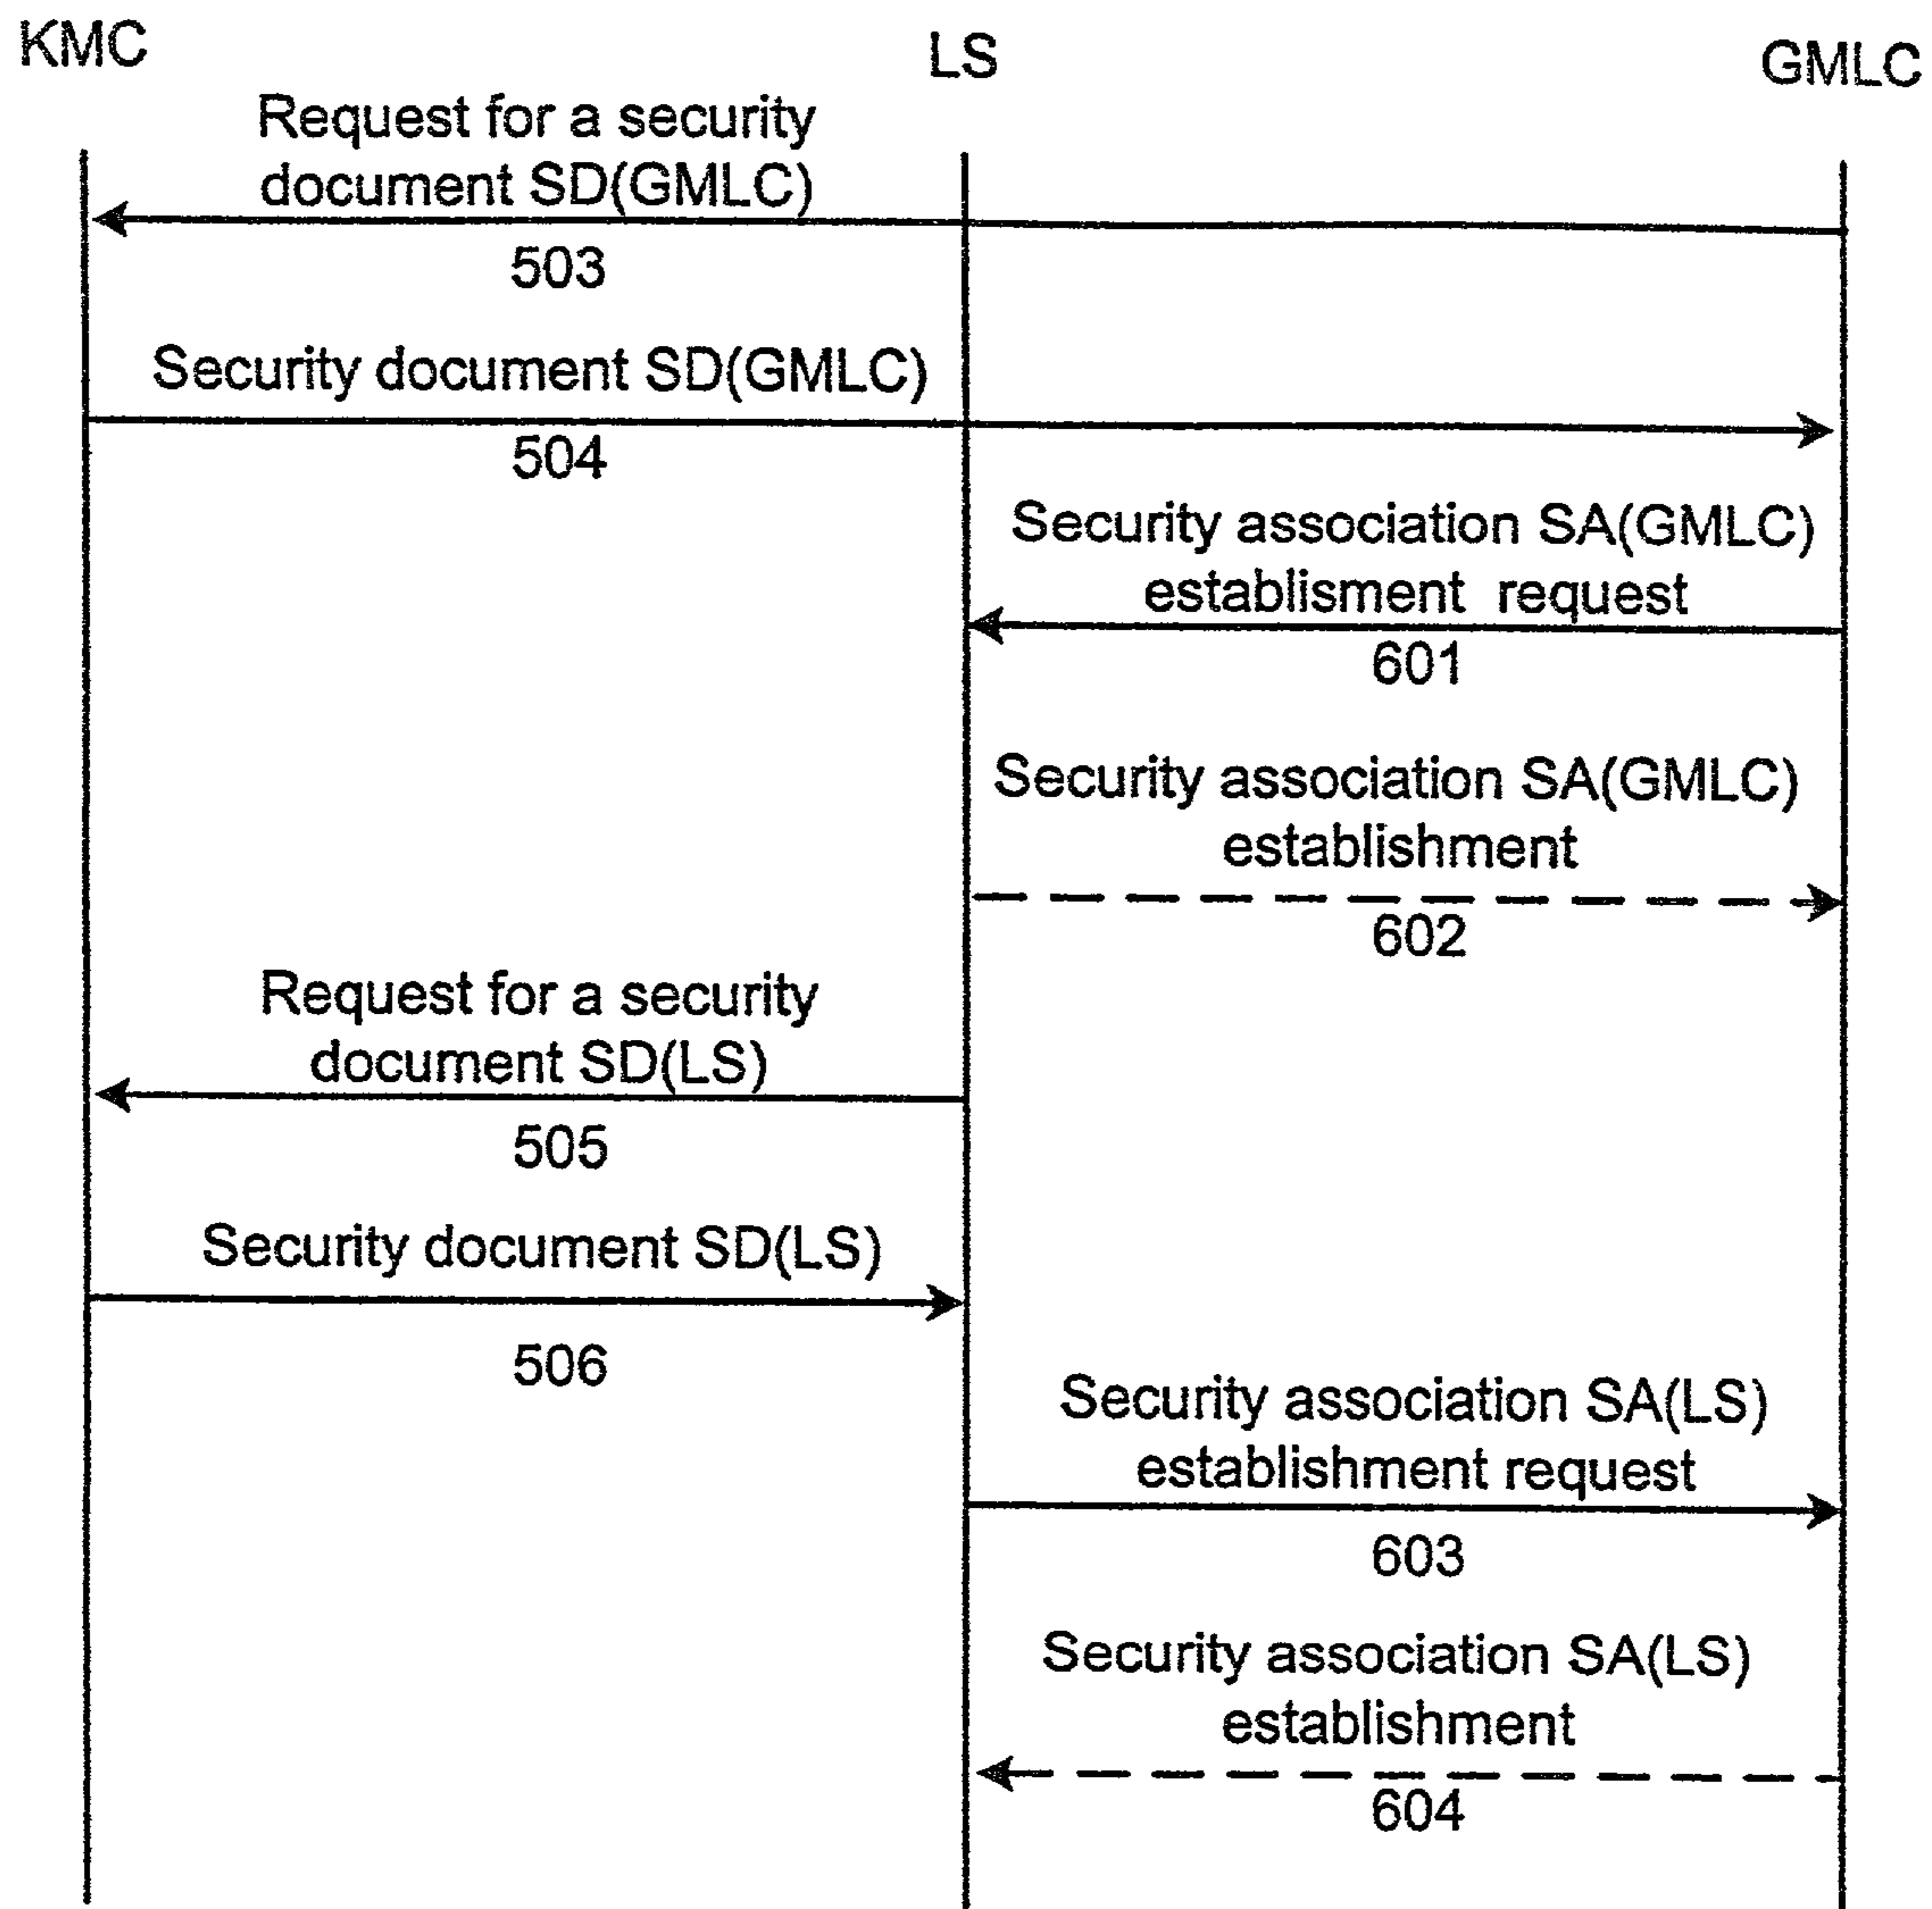 KMC
LS
GMLC
Request for a security
document SD(GMLC)
503
Security document SD(GMLC)
504
Security association SA(GMLC)
establisment request
601
Security association SA(GMLC)
establishment
602
Request for a security
document SD(LS)
505
Security document SD(LS)
506
Security association SA(LS)
establishment request
603
Security association SA(LS)
establishment
604